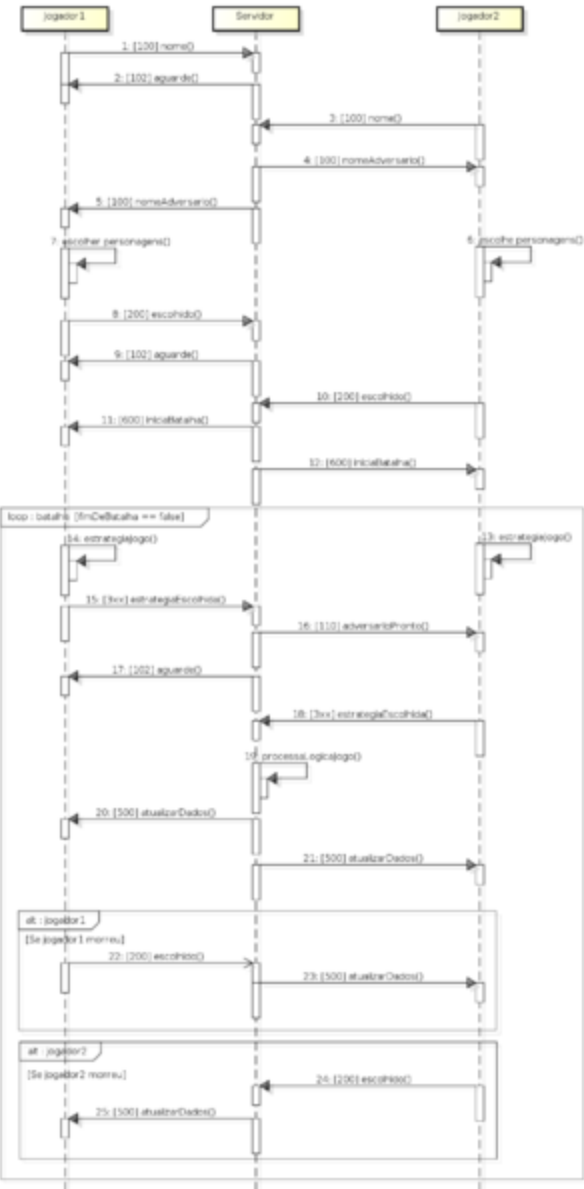 Jogador1
Servidor
Jogador2
1: [100] nome()
2: [102] aguarde()
3: [100] nome()
4: [100] nomeAdversario()
5: [100] nomeAdversario()
7: escolher personagens()
6: escolhe personagens()
8: [200] escolhido()
9: [102] aguarde()
10: [200] escolhido()
11: [600] IniciaBatalha()
12: [600] IniciaBatalha()
loop : batalha [fimDeBatalha == false]
14: estrategiaJogo()
13: estrategiaJogo()
15: [3xx] estrategiaEscolhida()
16: [110] adversarioPronto()
17: [102] aguarde()
18: [3xx] estrategiaEscolhida()
19: processaLogicaJogo()
20: [500] atualizarDados()
21: [500] atualizarDados()
alt : jogador1
[Se jogador1 morreu]
22: [200] escolhido()
23: [500] atualizarDados()
alt : jogador2
[Se jogador2 morreu]
24: [200] escolhido()
25: [500] atualizarDados()